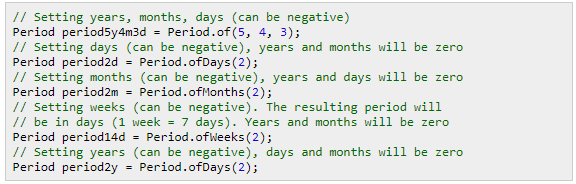 // Setting years, months, days (can be negative)
Period period5y4m3d = Period.of(5, 4, 3);
// Setting days (can be negative), years and months will be zero
Period period2d = Period.ofDays(2);
// Setting months (can be negative), years and days will be zero
Period period2m = Period.ofMonths(2);
// Setting weeks (can be negative). The resulting period will
// be in days (1 week = 7 days). Years and months will be zero
Period period14d = Period.ofWeeks(2);
// Setting years (can be negative), days and months will be zero
Period period2y = Period.ofDays(2);